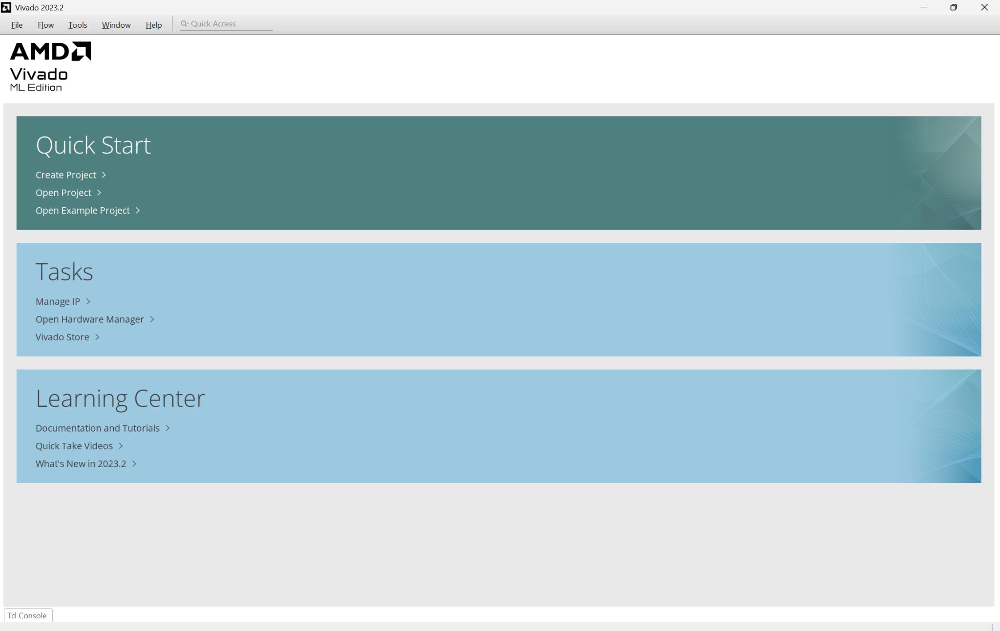 Vivado 2023.2
File Flow Tools Window Help Quick Access
AMD
Vivado
ML Edition
Quick Start
Create Project >
Open Project >
Open Example Project >
Tasks
Manage IP >
Open Hardware Manager >
Vivado Store >
Learning Center
Documentation and Tutorials >
Quick Take Videos >
What's New in 2023.2 >
Tcl Console